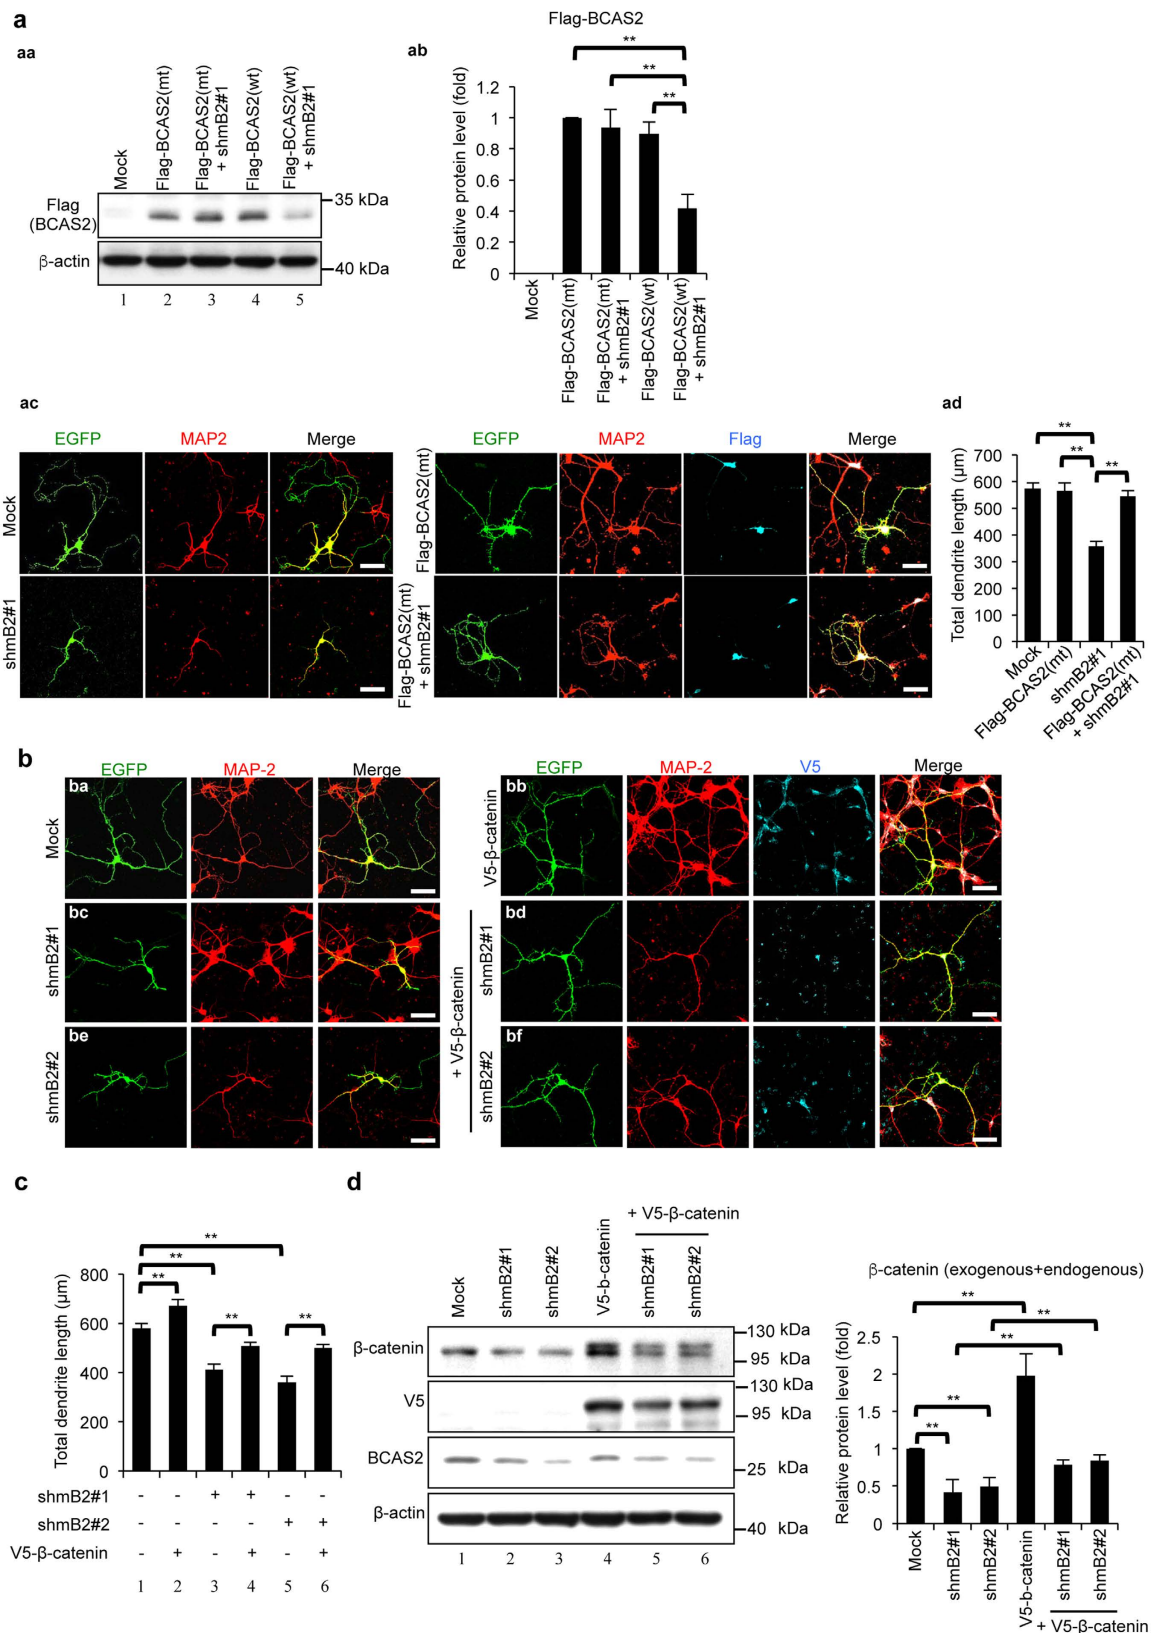 a
aa
Mock
Flag-BCAS2(mt)
Flag-BCAS2(mt)
+ shmB2#1
Flag-BCAS2(wt)
Flag-BCAS2(wt)
+ shmB2#1
Flag
(BCAS2)
35 kDa
β-actin
40 kDa
1 2 3 4 5
ab
Flag-BCAS2
**
**
**
Relative protein level (fold)
1.2
1
0.8
0.6
0.4
0.2
0
Mock
Flag-BCAS2(mt)
Flag-BCAS2(mt)
+ shmB2#1
Flag-BCAS2(wt)
Flag-BCAS2(wt)
+ shmB2#1
ac
EGFP MAP2 Merge
Mock
shmB2#1
EGFP MAP2 Flag Merge
Flag-BCAS2(mt)
Flag-BCAS2(mt)
+ shmB2#1
ad
**
**
**
Total dendrite length (μm)
700
600
500
400
300
200
100
0
Mock
Flag-BCAS2(mt)
shmB2#1
Flag-BCAS2(mt)
+ shmB2#1
b
EGFP MAP-2 Merge
ba
Mock
bc
shmB2#1
be
shmB2#2
EGFP MAP-2 V5 Merge
bb
V5-β-catenin
bd
shmB2#1
bf
shmB2#2
+ V5-β-catenin
c
**
**
**
**
**
Total dendrite length (μm)
800
600
400
200
0
shmB2#1 - - + + - -
shmB2#2 - - - - + +
V5-β-catenin - + - + - +
1 2 3 4 5 6
d
+ V5-β-catenin
Mock
shmB2#1
shmB2#2
V5-b-catenin
shmB2#1
shmB2#2
β-catenin
130 kDa
95 kDa
V5
130 kDa
95 kDa
BCAS2
25 kDa
β-actin
40 kDa
1 2 3 4 5 6
β-catenin (exogenous+endogenous)
**
**
**
**
**
Relative protein level (fold)
2.5
2
1.5
1
0.5
0
Mock
shmB2#1
shmB2#2
V5-b-catenin
shmB2#1
shmB2#2
+ V5-β-catenin